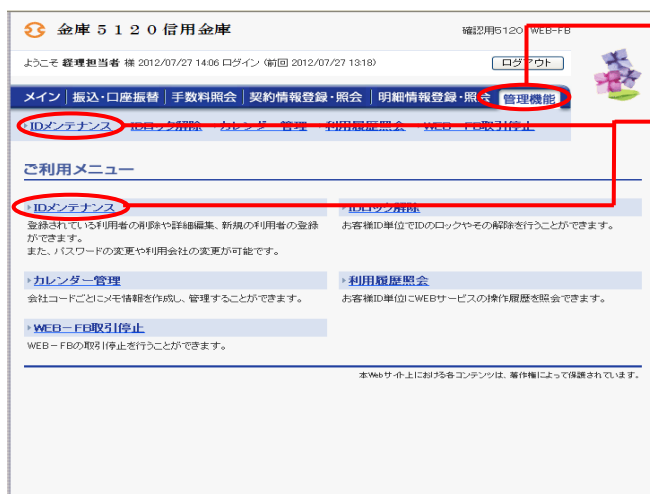 金庫５１２０信用金庫
確認用5120 WEB-FB
ようこそ 経理担当者 様 2012/07/27 14:06 ログイン (前回 2012/07/27 13:18)
ログアウト
メイン 振込・口座振替 手数料照会 契約情報登録・照会 明細情報登録・照会 管理機能
IDメンテナンス IDロック解除 カレンダー管理 利用履歴照会 WEB－FB取引停止
ご利用メニュー
IDメンテナンス
登録されている利用者の削除や詳細編集、新規の利用者の登録
ができます。
また、パスワードの変更や利用会社の変更が可能です。
IDロック解除
お客様ID単位でIDのロックやその解除を行うことができます。
カレンダー管理
会社コードごとにメモ情報を作成し、管理することができます。
利用履歴照会
お客様ID単位にWEBサービスの操作履歴を照会できます。
WEB－FB取引停止
WEB－FBの取引停止を行うことができます。
本Webサイト上における各コンテンツは、著作権によって保護されています。